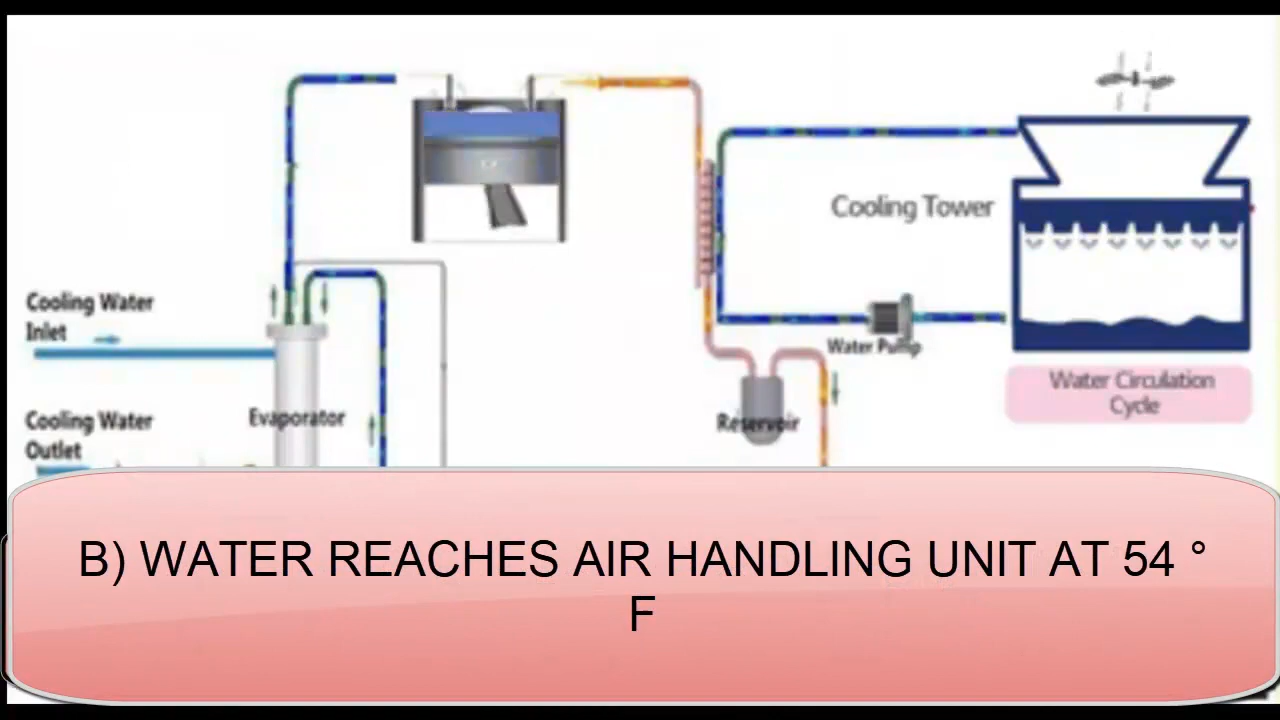 Cooling Tower
Cooling Water
Inlet
Water Pump
Water Circulation
Cycle
Cooling Water
Outlet
Evaporator
Reservoir
B) WATER REACHES AIR HANDLING UNIT AT 54 °
F